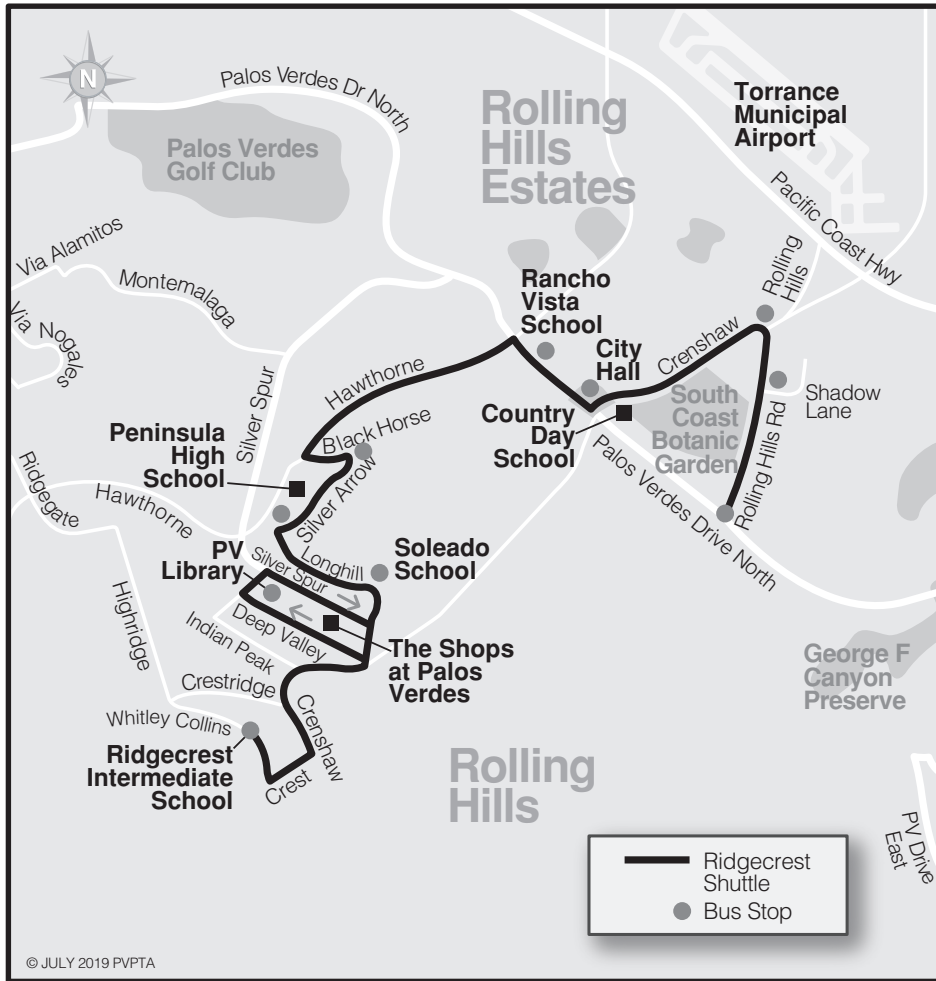 N
Palos Verdes Dr North
Palos Verdes
Golf Club
Rolling
Hills
Estates
Torrance
Municipal
Airport
Pacific Coast Hwy
Via Alamitos
Montemalaga
Via Nogales
Rancho
Vista
School
Rolling
Hills
City
Hall
Crenshaw
Hawthorne
Silver Spur
Black Horse
Country
Day
School
South
Coast
Botanic
Garden
Shadow
Lane
Rolling Hills Rd
Peninsula
High
School
Ridgegate
Hawthorne
Silver Arrow
Palos Verdes Drive North
PV
Library
Longhill
Silver Spur
Soleado
School
Highridge
Deep Valley
Indian Peak
The Shops
at Palos
Verdes
George F
Canyon
Preserve
Crestridge
Whitley Collins
Crenshaw
Ridgecrest
Intermediate
School
Crest
Rolling
Hills
PV Drive
East
Ridgecrest
Shuttle
Bus Stop
© JULY 2019 PVPTA